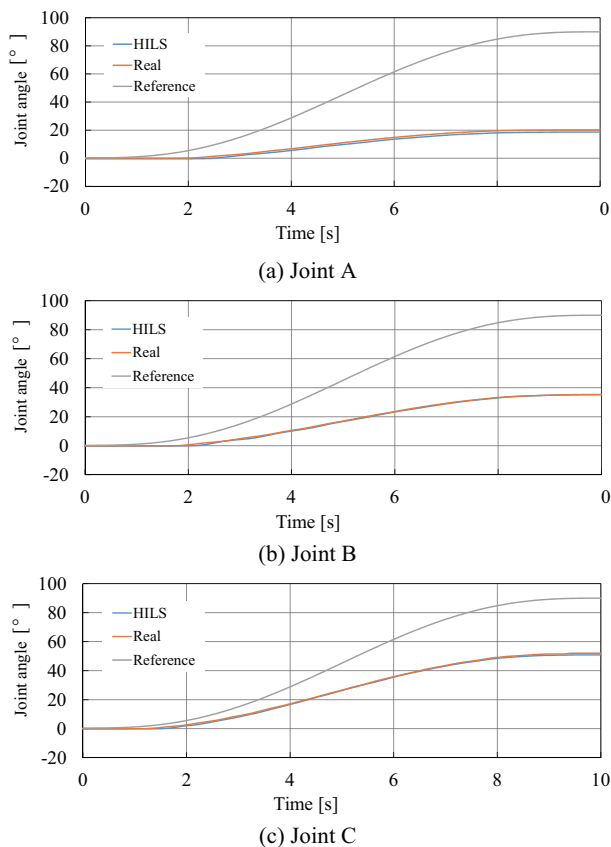 Joint angle [°]
100
80
60
40
20
0
-20
HILS
Real
Reference
0 2 4 6 0
Time [s]
(a) Joint A
Joint angle [°]
100
80
60
40
20
0
-20
HILS
Real
Reference
0 2 4 6 0
Time [s]
(b) Joint B
Joint angle [°]
100
80
60
40
20
0
-20
HILS
Real
Reference
0 2 4 6 8 10
Time [s]
(c) Joint C